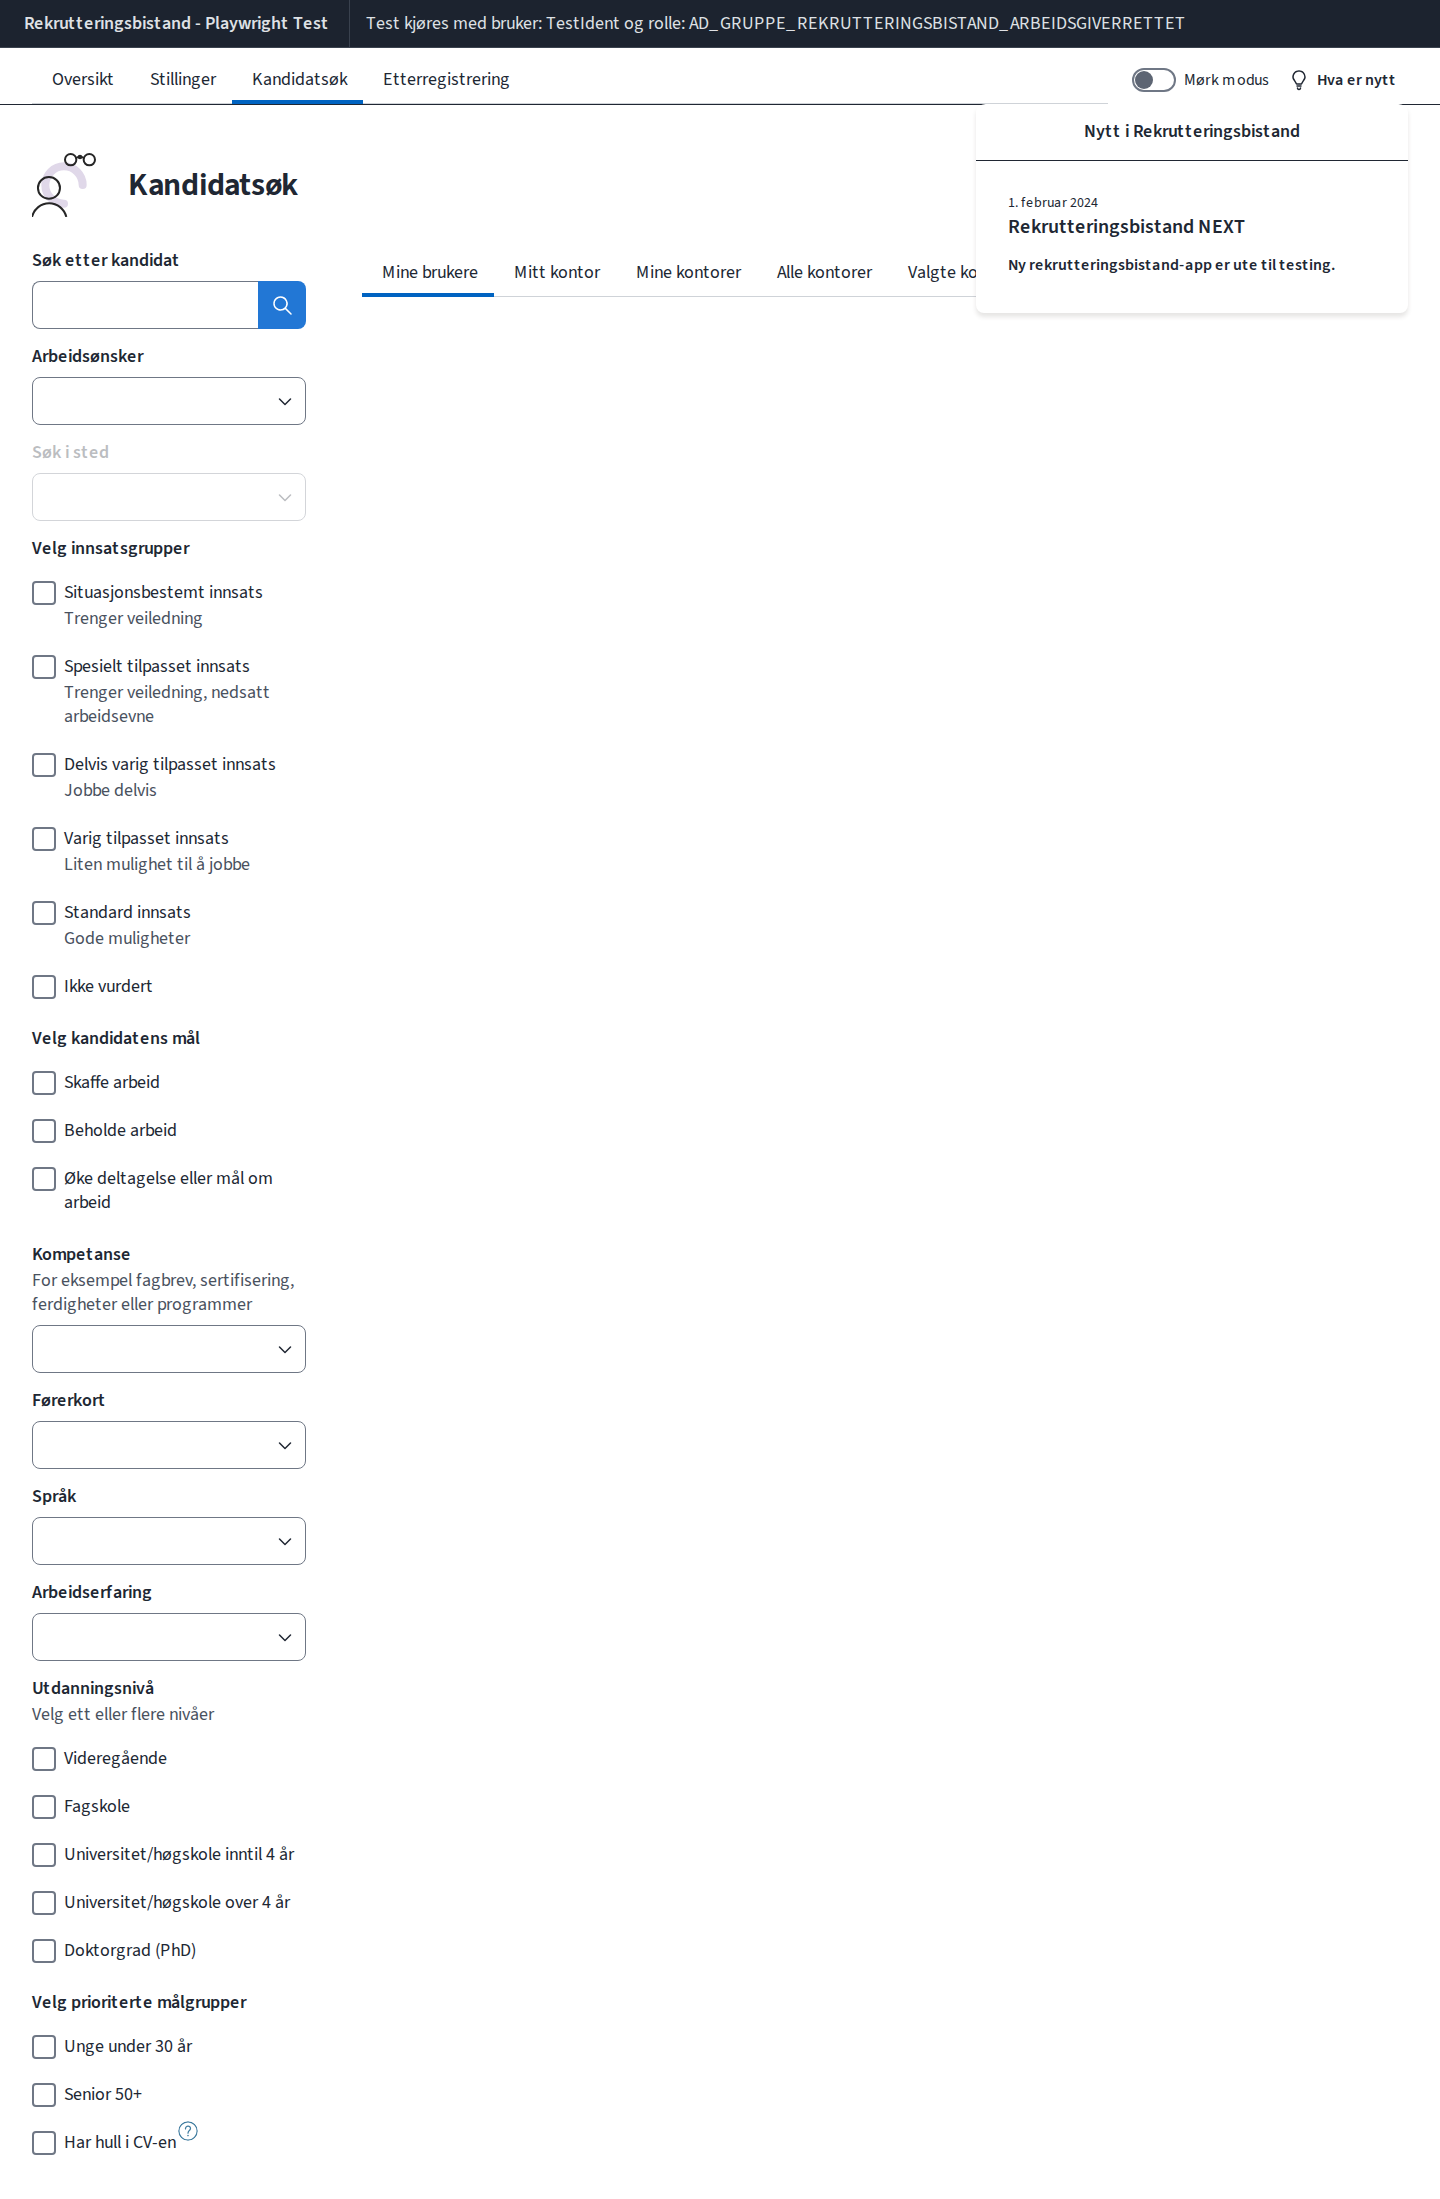 Rekrutteringsbistand - Playwright Test
Test kjøres med bruker: TestIdent og rolle: AD_GRUPPE_REKRUTTERINGSBISTAND_ARBEIDSGIVERRETTET
Oversikt
Stillinger
Kandidatsøk
Etterregistrering
Mørk modus
Hva er nytt
Nytt i Rekrutteringsbistand
1. februar 2024
Rekrutteringsbistand NEXT
Ny rekrutteringsbistand-app er ute til testing.
Kandidatsøk
Mine brukere
Mitt kontor
Mine kontorer
Alle kontorer
Valgte ko
Søk etter kandidat
Arbeidsønsker
Søk i sted
Velg innsatsgrupper
Situasjonsbestemt innsats
Trenger veiledning
Spesielt tilpasset innsats
Trenger veiledning, nedsatt
arbeidsevne
Delvis varig tilpasset innsats
Jobbe delvis
Varig tilpasset innsats
Liten mulighet til å jobbe
Standard innsats
Gode muligheter
Ikke vurdert
Velg kandidatens mål
Skaffe arbeid
Beholde arbeid
Øke deltagelse eller mål om
arbeid
Kompetanse
For eksempel fagbrev, sertifisering,
ferdigheter eller programmer
Førerkort
Språk
Arbeidserfaring
Utdanningsnivå
Velg ett eller flere nivåer
Videregående
Fagskole
Universitet/høgskole inntil 4 år
Universitet/høgskole over 4 år
Doktorgrad (PhD)
Velg prioriterte målgrupper
Unge under 30 år
Senior 50+
Har hull i CV-en